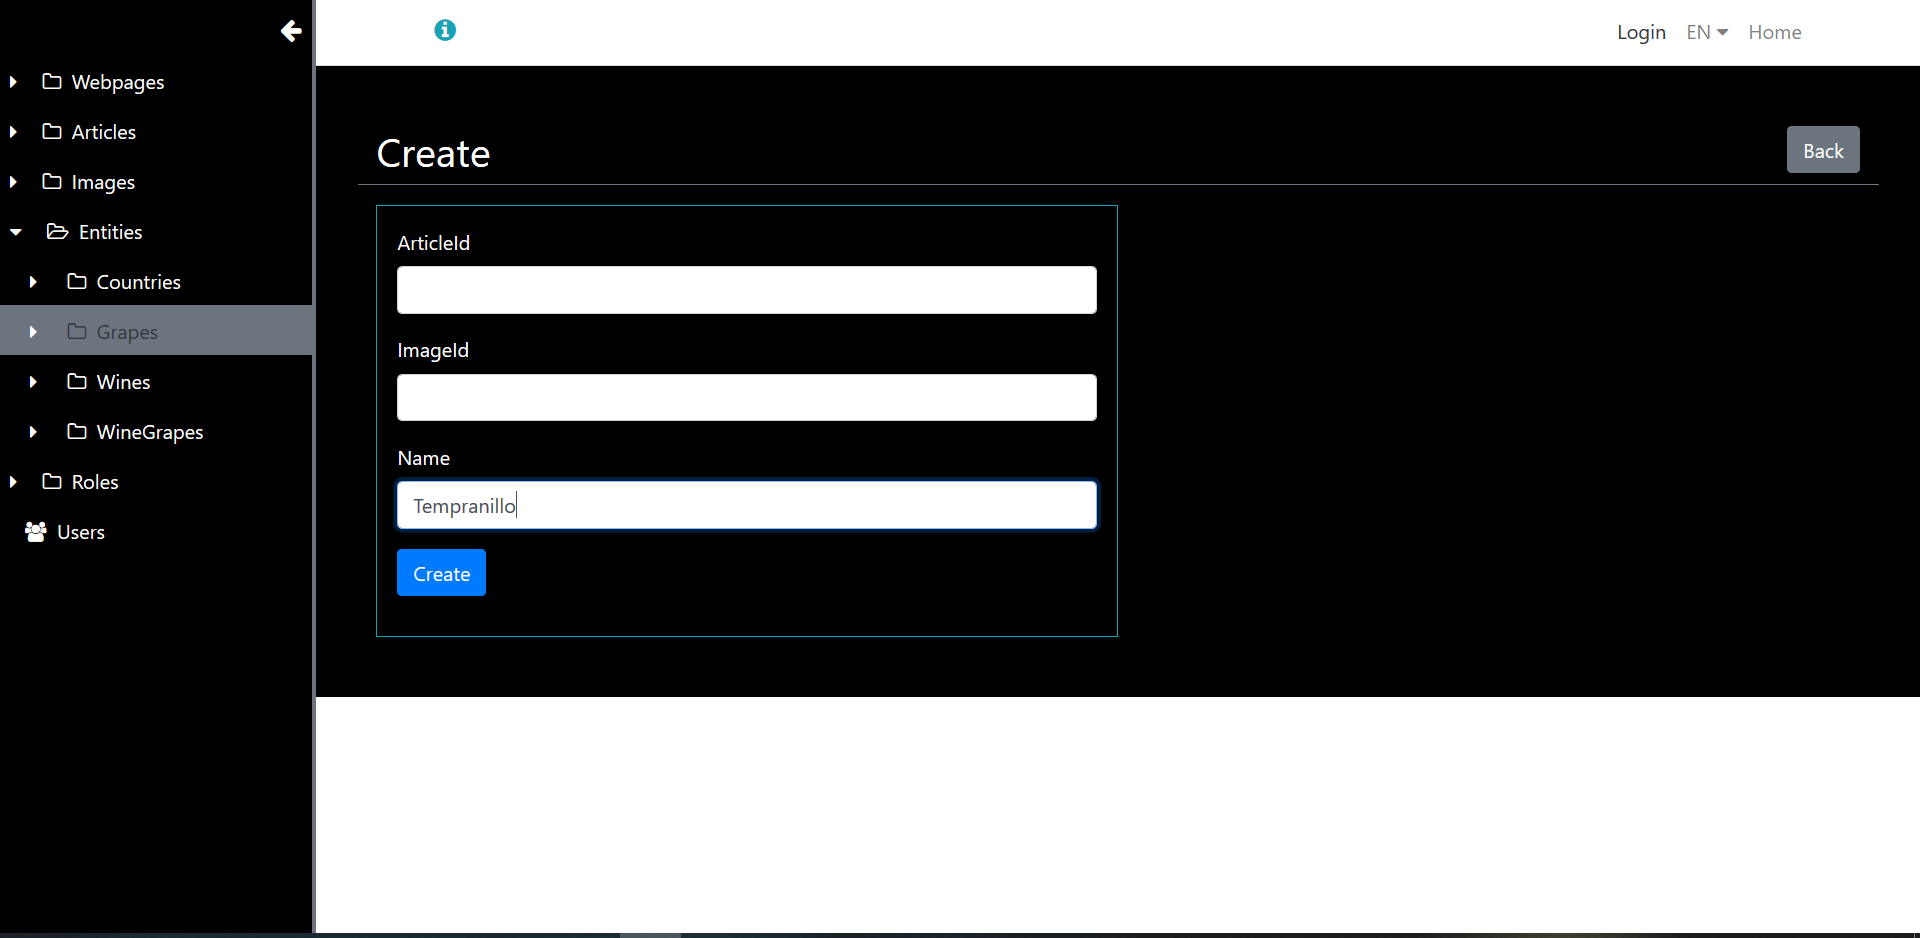 Login EN Home
Webpages
Articles
Images
Entities
Countries
Grapes
Wines
WineGrapes
Roles
Users
Create
Back
ArticleId
ImageId
Name
Tempranillo
Create